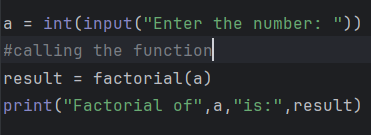 a = int(input("Enter the number: "))
#calling the function
result = factorial(a)
print("Factorial of",a,"is:",result)